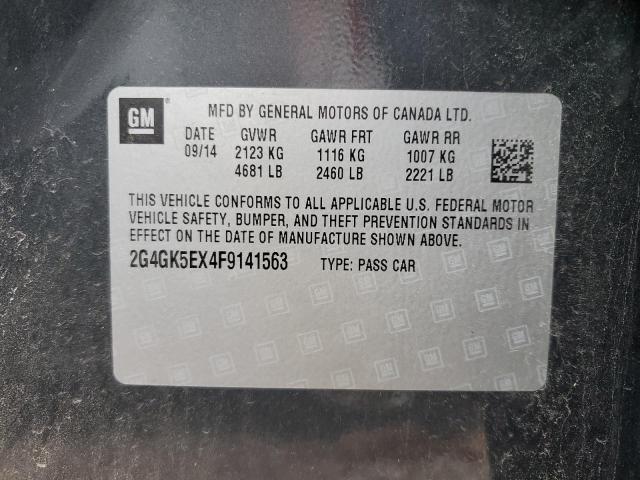 GM
MFD BY GENERAL MOTORS OF CANADA LTD.
DATE GVWR GAWR FRT GAWR RR
09/14 2123 KG 1116 KG 1007 KG
4681 LB 2460 LB 2221 LB
THIS VEHICLE CONFORMS TO ALL APPLICABLE U.S. FEDERAL MOTOR
VEHICLE SAFETY, BUMPER, AND THEFT PREVENTION STANDARDS IN
EFFECT ON THE DATE OF MANUFACTURE SHOWN ABOVE.
2G4GK5EX4F9141563 TYPE: PASS CAR